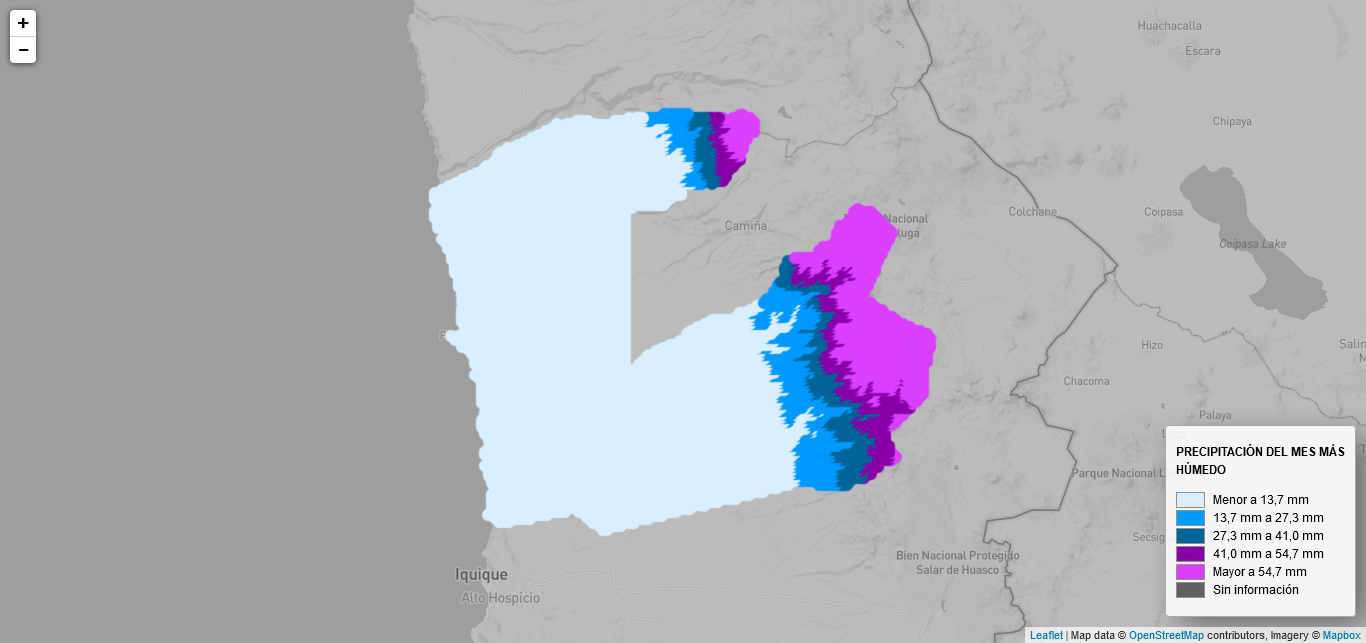 +
−
Huachacalla
Escara
Chipaya
Nacional
Colchane
Coipasa
Camiña
luga
Coipasa Lake
Hizo
Salin
Chacoma
Palaya
PRECIPITACIÓN DEL MES MÁS
HÚMEDO
Parque Nacional
Menor a 13,7 mm
13,7 mm a 27,3 mm
27,3 mm a 41,0 mm
Secsig
41,0 mm a 54,7 mm
Bien Nacional Protegido
Salar de Huasco
Mayor a 54,7 mm
Iquique
Sin información
Alto Hospicio
Leaflet | Map data © OpenStreetMap contributors, Imagery © Mapbox